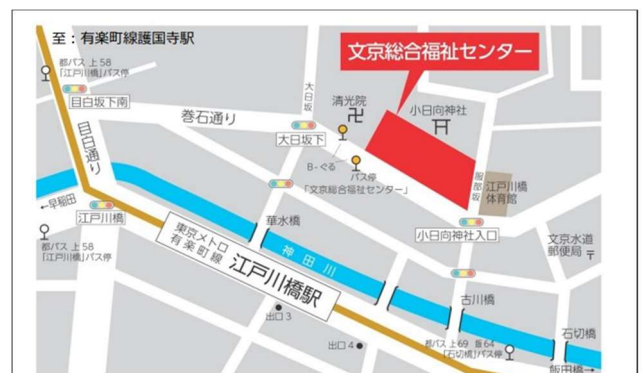 至：有楽町線護国寺駅
都バス 上 58
「江戸川橋」バス停
目白坂下南
目白通り
巻石通り
大日坂
大日坂下
清光院
卍
文京総合福祉センター
小日向神社
B-ぐる
バス停
「文京総合福祉センター」
服部坂
江戸川橋
体育館
小日向神社入口
←早稲田
江戸川橋
都バス 上 58
「江戸川橋」バス停
華水橋
神田川
東京メトロ
有楽町線
江戸川橋駅
出口 3
出口 4
文京水道
郵便局 〒
古川橋
石切橋
都バス 上 69 飯 64
「石切橋」バス停
飯田橋→